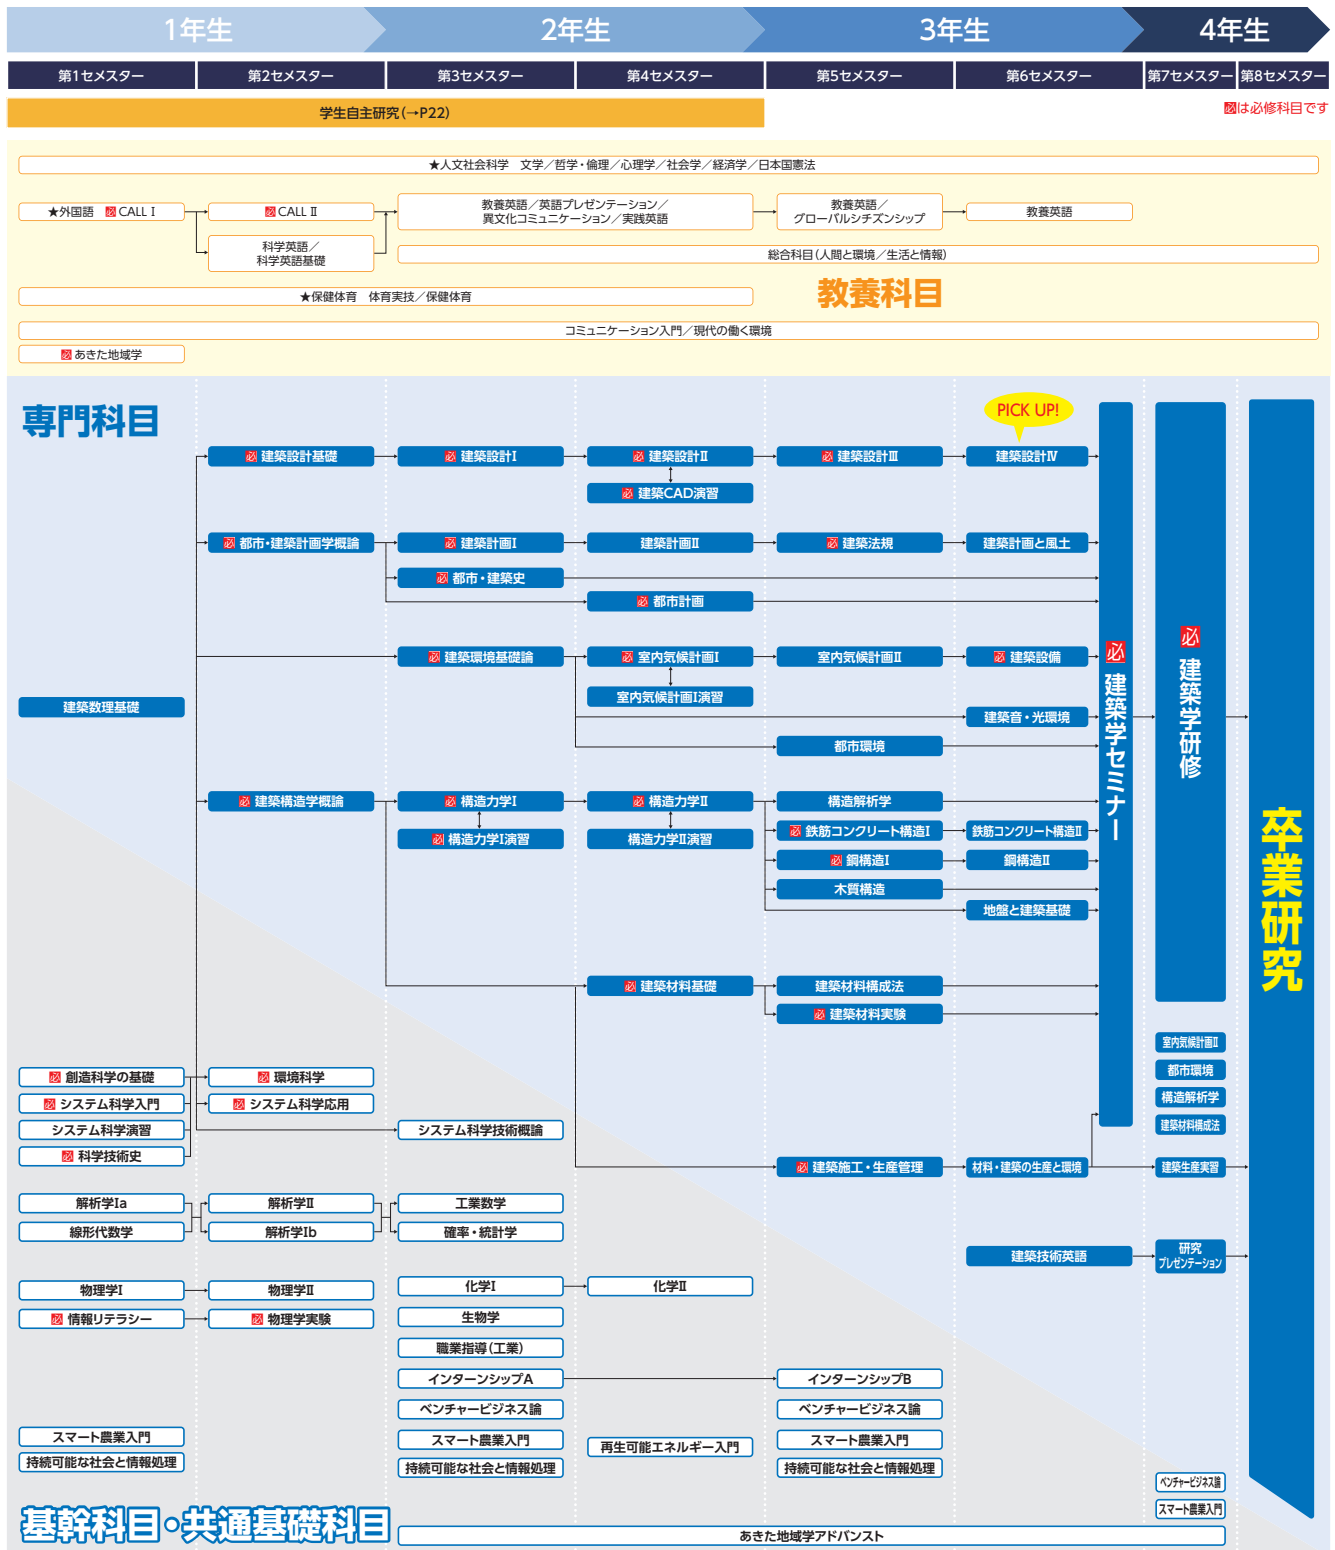 1年生
2年生
3年生
4年生
第1セメスター
第2セメスター
第3セメスター
第4セメスター
第5セメスター
第6セメスター
第7セメスター
第8セメスター
学生自主研究(→P22)
必は必修科目です
★人文社会科学　文学／哲学・倫理／心理学／社会学／経済学／日本国憲法
★外国語　必 CALL Ⅰ
必 CALL Ⅱ
教養英語／英語プレゼンテーション／
異文化コミュニケーション／実践英語
教養英語／
グローバルシチズンシップ
教養英語
科学英語／
科学英語基礎
総合科目(人間と環境／生活と情報)
★保健体育　体育実技／保健体育
教養科目
コミュニケーション入門／現代の働く環境
必 あきた地域学
専門科目
PICK UP!
必 建築設計基礎
必 建築設計Ⅰ
必 建築設計Ⅱ
必 建築設計Ⅲ
建築設計Ⅳ
必 建築CAD演習
必 都市・建築計画学概論
必 建築計画Ⅰ
建築計画Ⅱ
必 建築法規
建築計画と風土
必 都市・建築史
必 都市計画
必 建築環境基礎論
必 室内気候計画Ⅰ
室内気候計画Ⅱ
必 建築設備
室内気候計画Ⅰ演習
建築数理基礎
建築音・光環境
都市環境
必 建築構造学概論
必 構造力学Ⅰ
必 構造力学Ⅱ
構造解析学
必 構造力学Ⅰ演習
構造力学Ⅱ演習
必 鉄筋コンクリート構造Ⅰ
鉄筋コンクリート構造Ⅱ
必 鋼構造Ⅰ
鋼構造Ⅱ
木質構造
地盤と建築基礎
必 建築材料基礎
建築材料構成法
必 建築材料実験
必 建築学セミナー
必 建築学研修
卒業研究
室内気候計画Ⅱ
都市環境
構造解析学
建築材料構成法
必 創造科学の基礎
必 環境科学
必 システム科学入門
必 システム科学応用
システム科学演習
システム科学技術概論
必 科学技術史
必 建築施工・生産管理
材料・建築の生産と環境
建築生産実習
解析学Ⅰa
解析学Ⅱ
工業数学
線形代数学
解析学Ⅰb
確率・統計学
建築技術英語
研究
プレゼンテーション
物理学Ⅰ
物理学Ⅱ
化学Ⅰ
化学Ⅱ
必 情報リテラシー
必 物理学実験
生物学
職業指導(工業)
インターンシップA
インターンシップB
ベンチャービジネス論
ベンチャービジネス論
スマート農業入門
スマート農業入門
再生可能エネルギー入門
スマート農業入門
持続可能な社会と情報処理
持続可能な社会と情報処理
持続可能な社会と情報処理
ベンチャービジネス論
スマート農業入門
基幹科目・共通基礎科目
あきた地域学アドバンスト